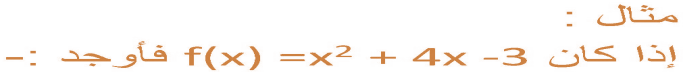 مثال :
إذا كان f(x) =x² + 4x -3 فأوجد :-